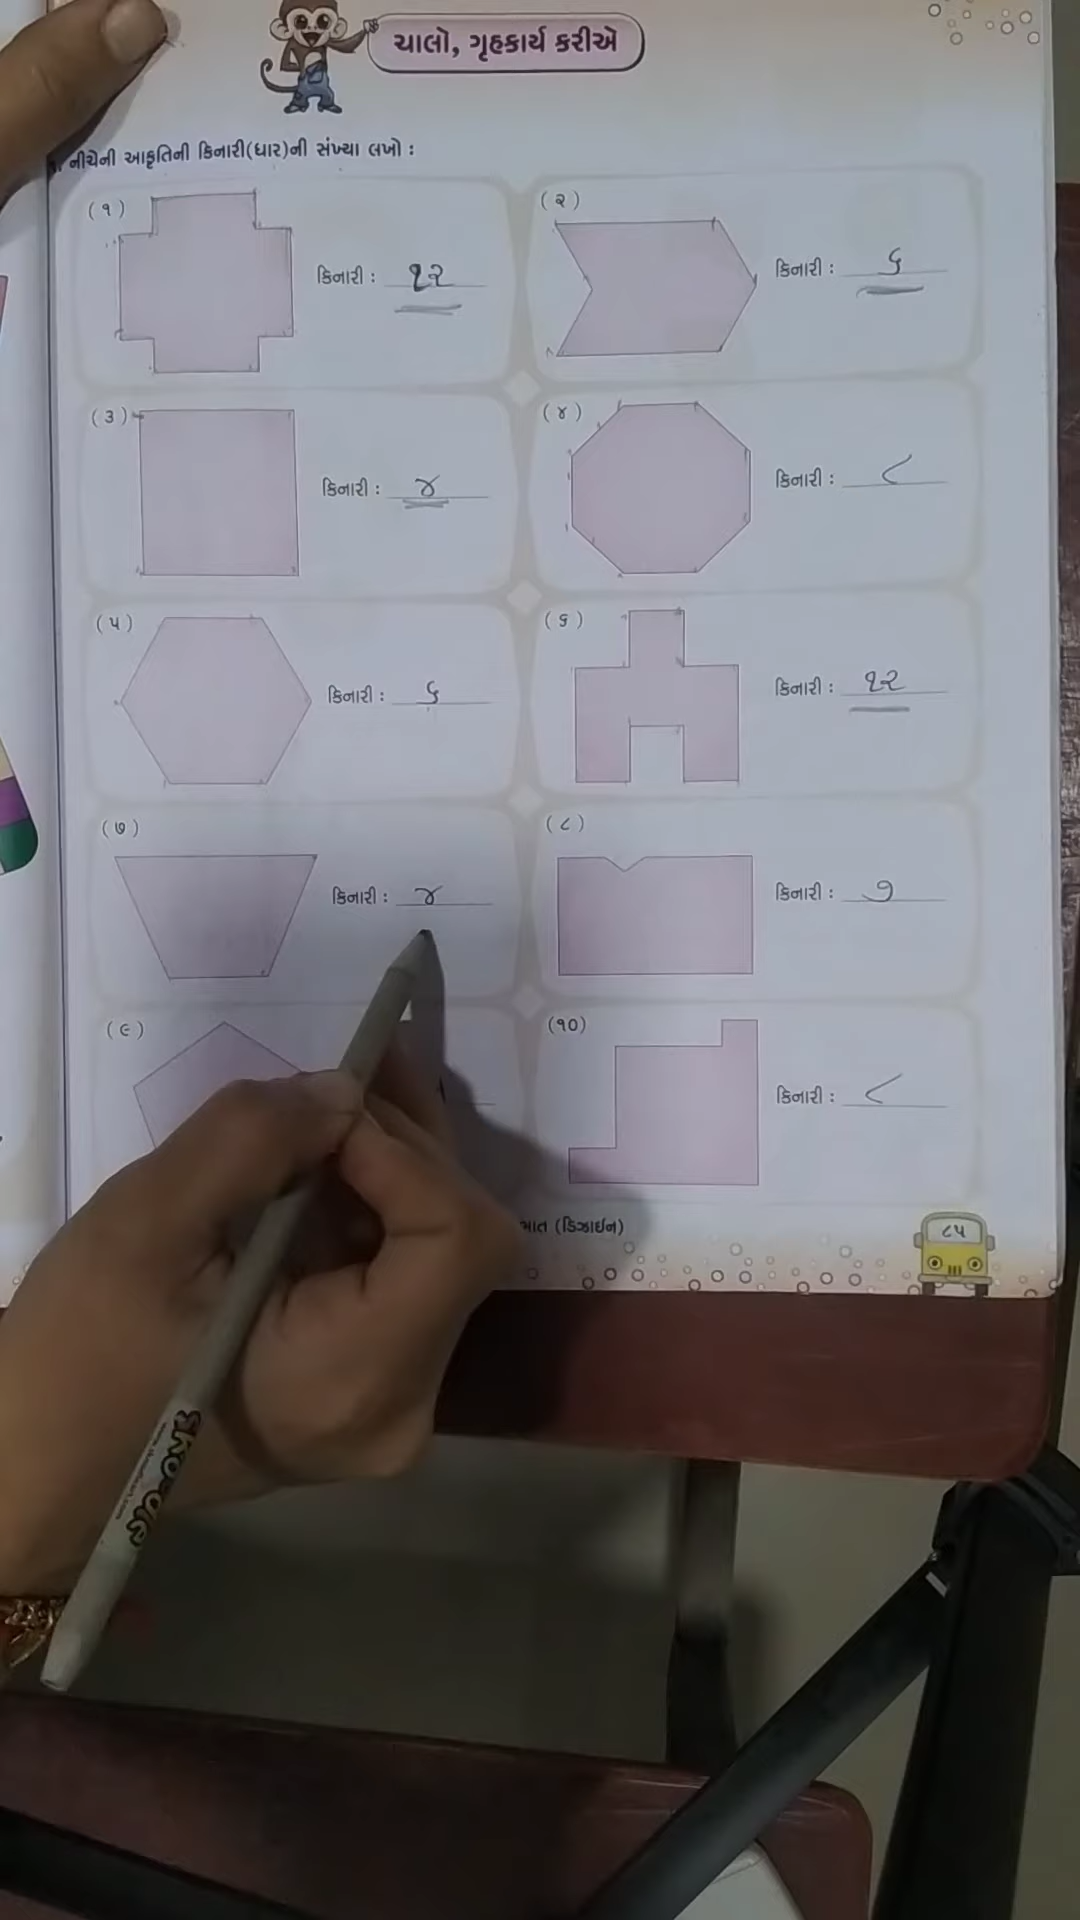 ચાલો, ગૃહકાર્ય કરીએ
નીચેની આકૃતિની કિનારી(ધાર)ની સંખ્યા લખો :
(૧)
કિનારી : ૧૨
(૨)
કિનારી : ૬
(૩)
કિનારી : ૪
(૪)
કિનારી : ૮
(૫)
કિનારી : ૬
(૬)
કિનારી : ૧૨
(૭)
કિનારી : ૪
(૮)
કિનારી : ૭
(૯)
(૧૦)
કિનારી : ૮
ભાત (ડિઝાઇન)
૮૫